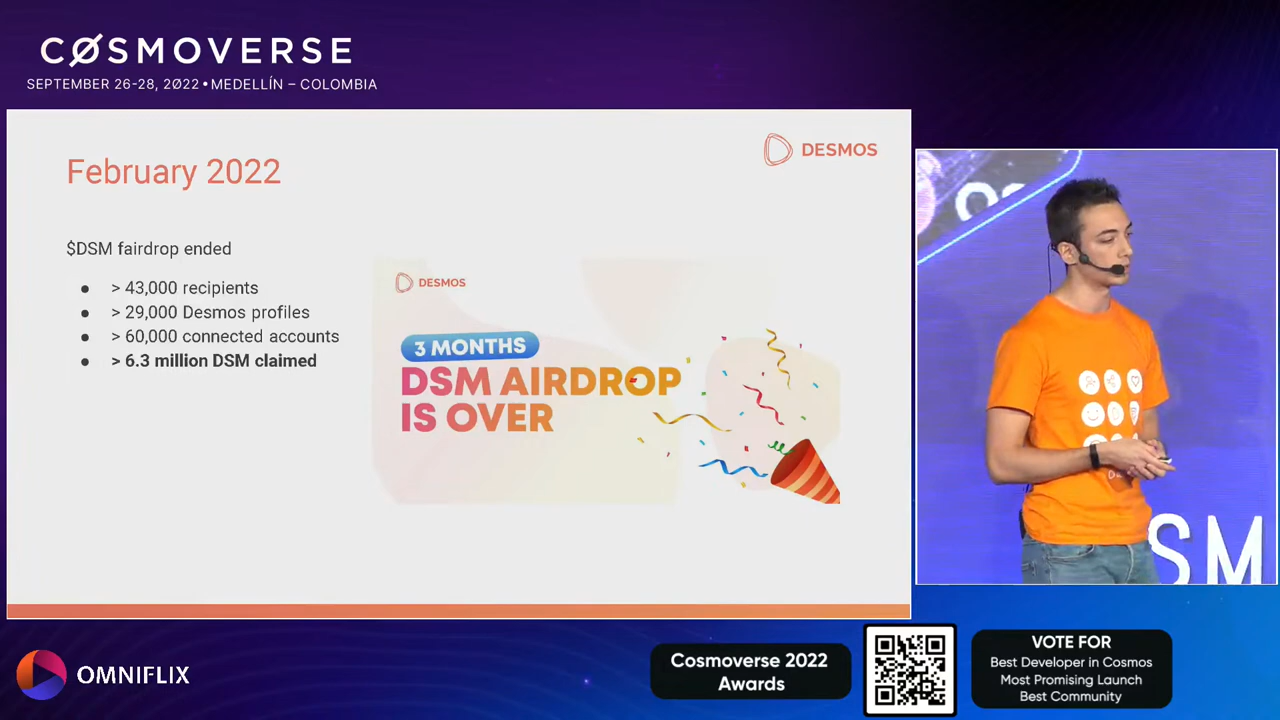 CØSMOVERSE
SEPTEMBER 26-28, 2Ø22 • MEDELLÍN – COLOMBIA
February 2022
DESMOS
$DSM fairdrop ended
● > 43,000 recipients
● > 29,000 Desmos profiles
● > 60,000 connected accounts
● > 6.3 million DSM claimed
DESMOS
3 MONTHS
DSM AIRDROP
IS OVER
SM
OMNIFLIX
Cosmoverse 2022
Awards
VOTE FOR
Best Developer in Cosmos
Most Promising Launch
Best Community